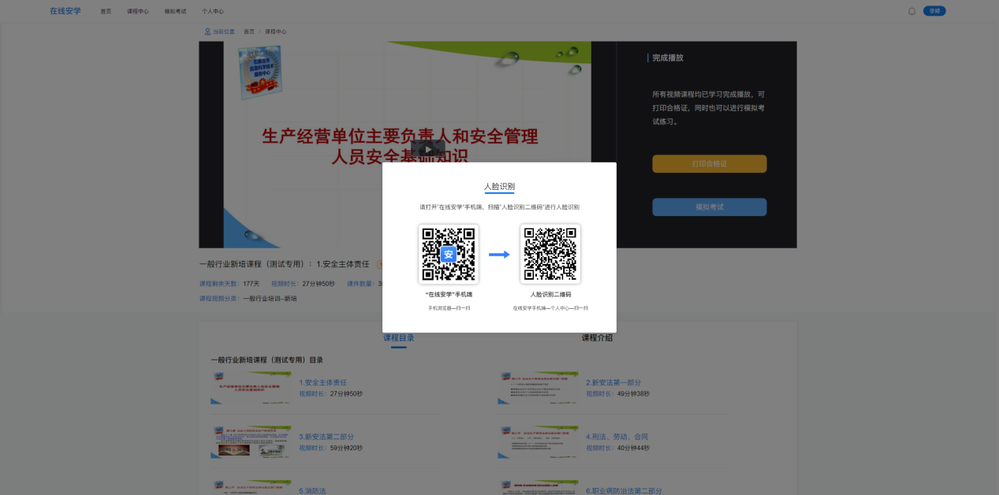 在线安学
首页
课程中心
模拟考试
个人中心
李婷
当前位置
首页
课程中心
生产经营单位主要负责人和安全管理
人员安全基础知识
完成播放
所有视频课程均已学习完成播放，可
打印合格证，同时也可以进行模拟考
试练习。
打印合格证
模拟考试
人脸识别
请打开"在线安学"手机端，扫描"人脸识别二维码"进行人脸识别
安
"在线安学"手机端
手机浏览器—扫一扫
人脸识别二维码
在线安学手机端—个人中心—扫一扫
一般行业新培课程（测试专用）：1.安全主体责任
课程剩余天数：177天
视频时长：27分钟50秒
课件数量：
课程视频分类：一般行业培训--新培
课程目录
课程介绍
一般行业新培课程（测试专用）目录
1.安全主体责任
视频时长：27分钟50秒
2.新安法第一部分
视频时长：49分钟38秒
3.新安法第二部分
视频时长：59分钟20秒
4.刑法、劳动、合同
视频时长：40分钟44秒
5.消防法
6.职业病防治法第二部分